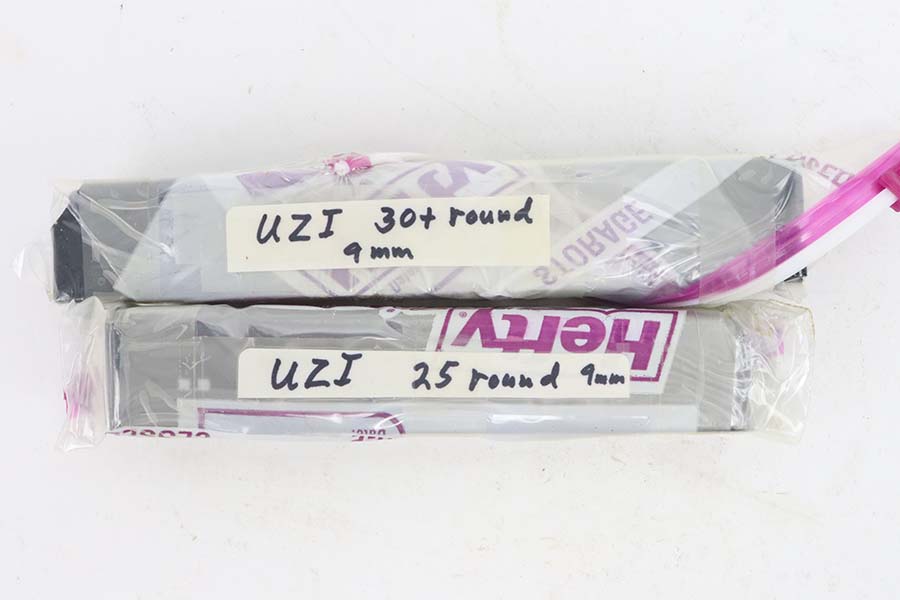 UZI 30+ round
9mm
STORAGE
herty®
UZI 25 round 9mm